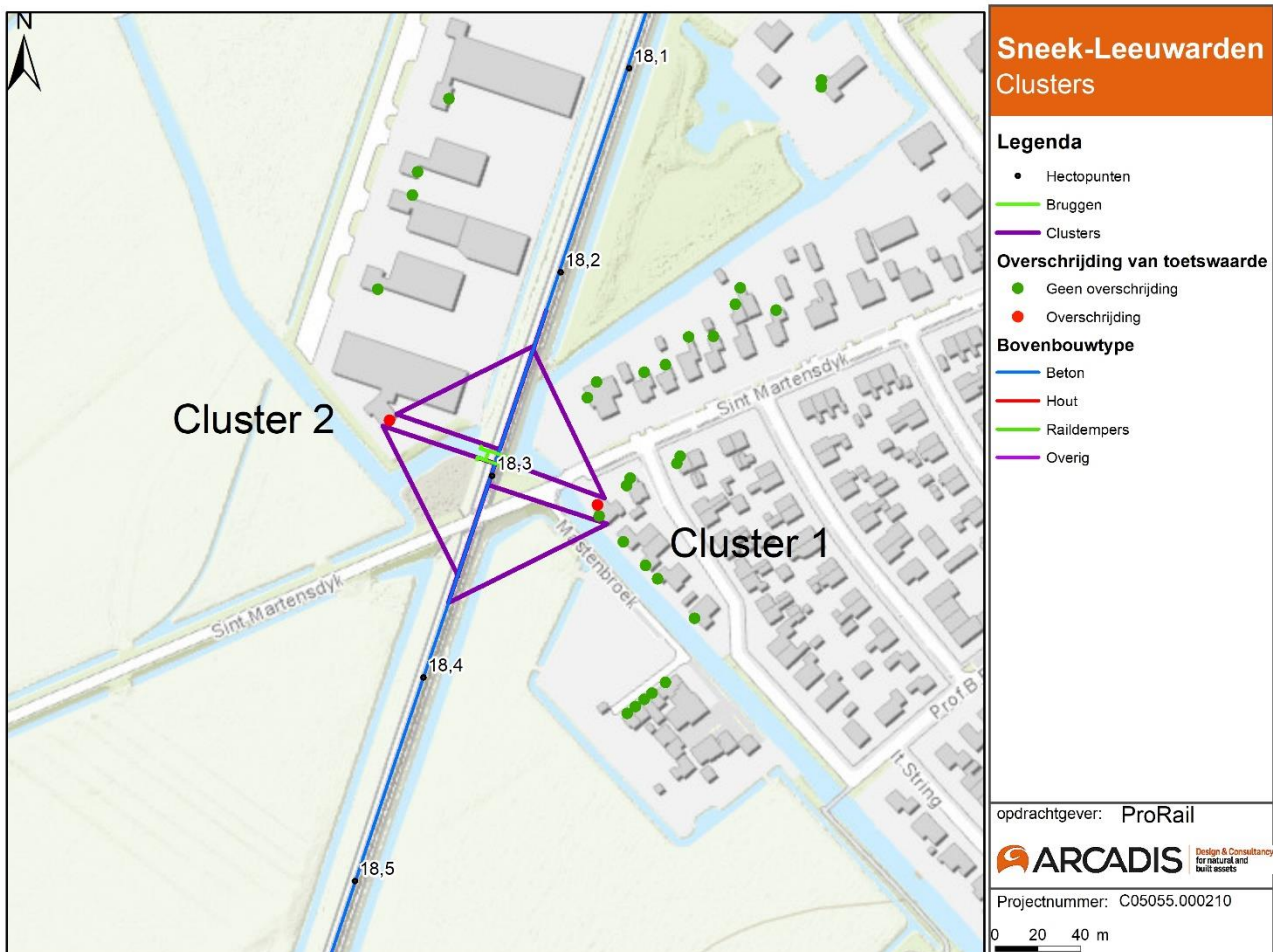 N
18,1
18,2
18,3
18,4
18,5
Cluster 2
Cluster 1
Sint Martensdyk
Sint Martensdyk
Mastenbroek
Prof.B.
It String
Sneek-Leeuwarden
Clusters
Legenda
Hectopunten
Bruggen
Clusters
Overschrijding van toetswaarde
Geen overschrijding
Overschrijding
Bovenbouwtype
Beton
Hout
Raildempers
Overig
opdrachtgever: ProRail
ARCADIS
Design & Consultancy
for natural and
built assets
Projectnummer: C05055.000210
0 20 40 m